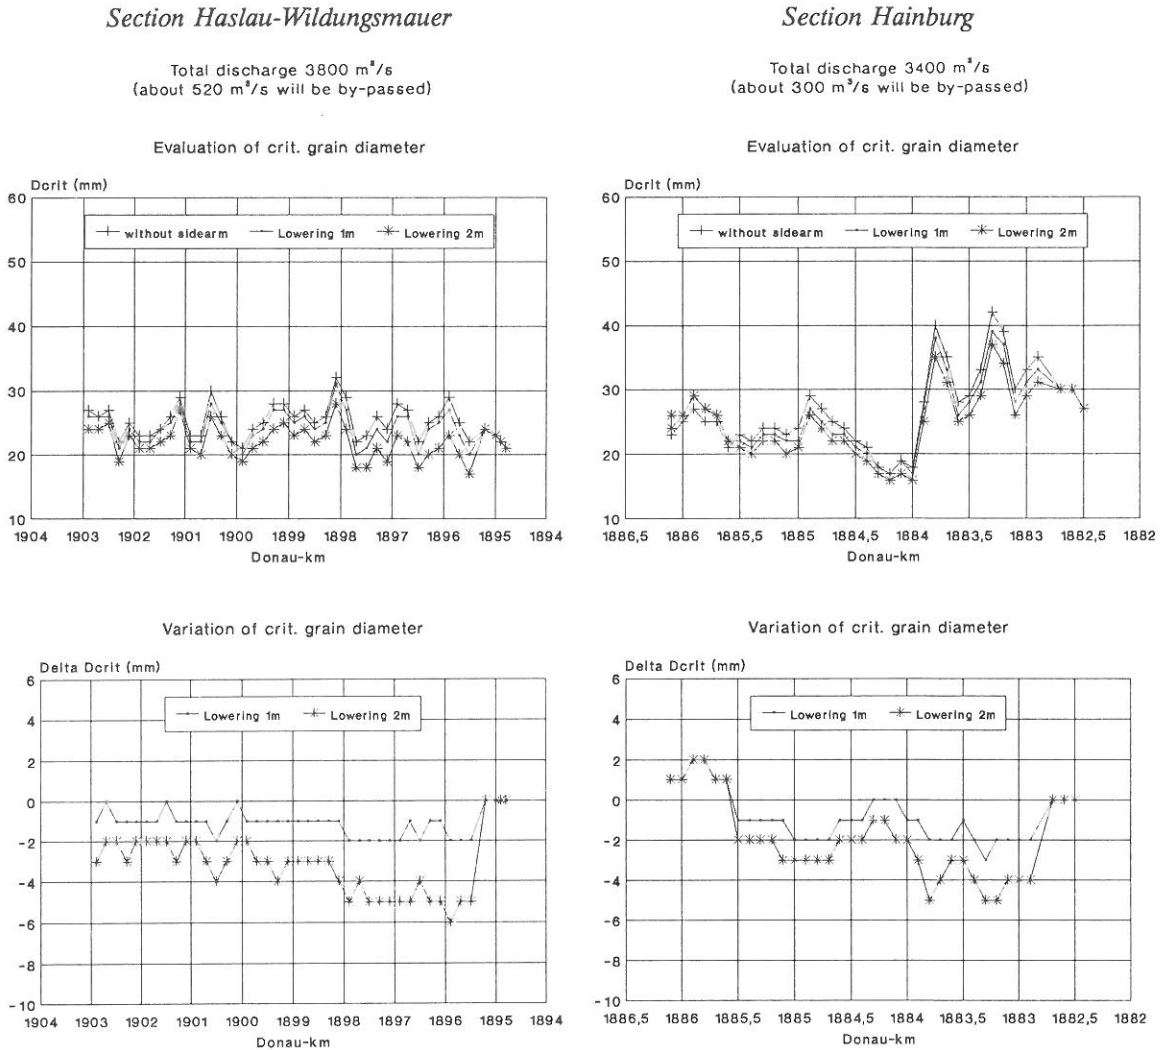 Section Haslau-Wildungsmauer
Total discharge 3800 m³/s
(about 520 m³/s will be by-passed)
Evaluation of crit. grain diameter
Dcrit (mm)
60
50
40
30
20
10
without sidearm Lowering 1m Lowering 2m
1904 1903 1902 1901 1900 1899 1898 1897 1896 1895 1894
Donau-km
Variation of crit. grain diameter
Delta Dcrit (mm)
6
4
2
0
-2
-4
-6
-8
-10
Lowering 1m Lowering 2m
1904 1903 1902 1901 1900 1899 1898 1897 1896 1895 1894
Donau-km
Section Hainburg
Total discharge 3400 m³/s
(about 300 m³/s will be by-passed)
Evaluation of crit. grain diameter
Dcrit (mm)
60
50
40
30
20
10
without sidearm Lowering 1m Lowering 2m
1886,5 1886 1885,5 1885 1884,5 1884 1883,5 1883 1882,5 1882
Donau-km
Variation of crit. grain diameter
Delta Dcrit (mm)
6
4
2
0
-2
-4
-6
-8
-10
Lowering 1m Lowering 2m
1886,5 1886 1885,5 1885 1884,5 1884 1883,5 1883 1882,5 1882
Donau-km